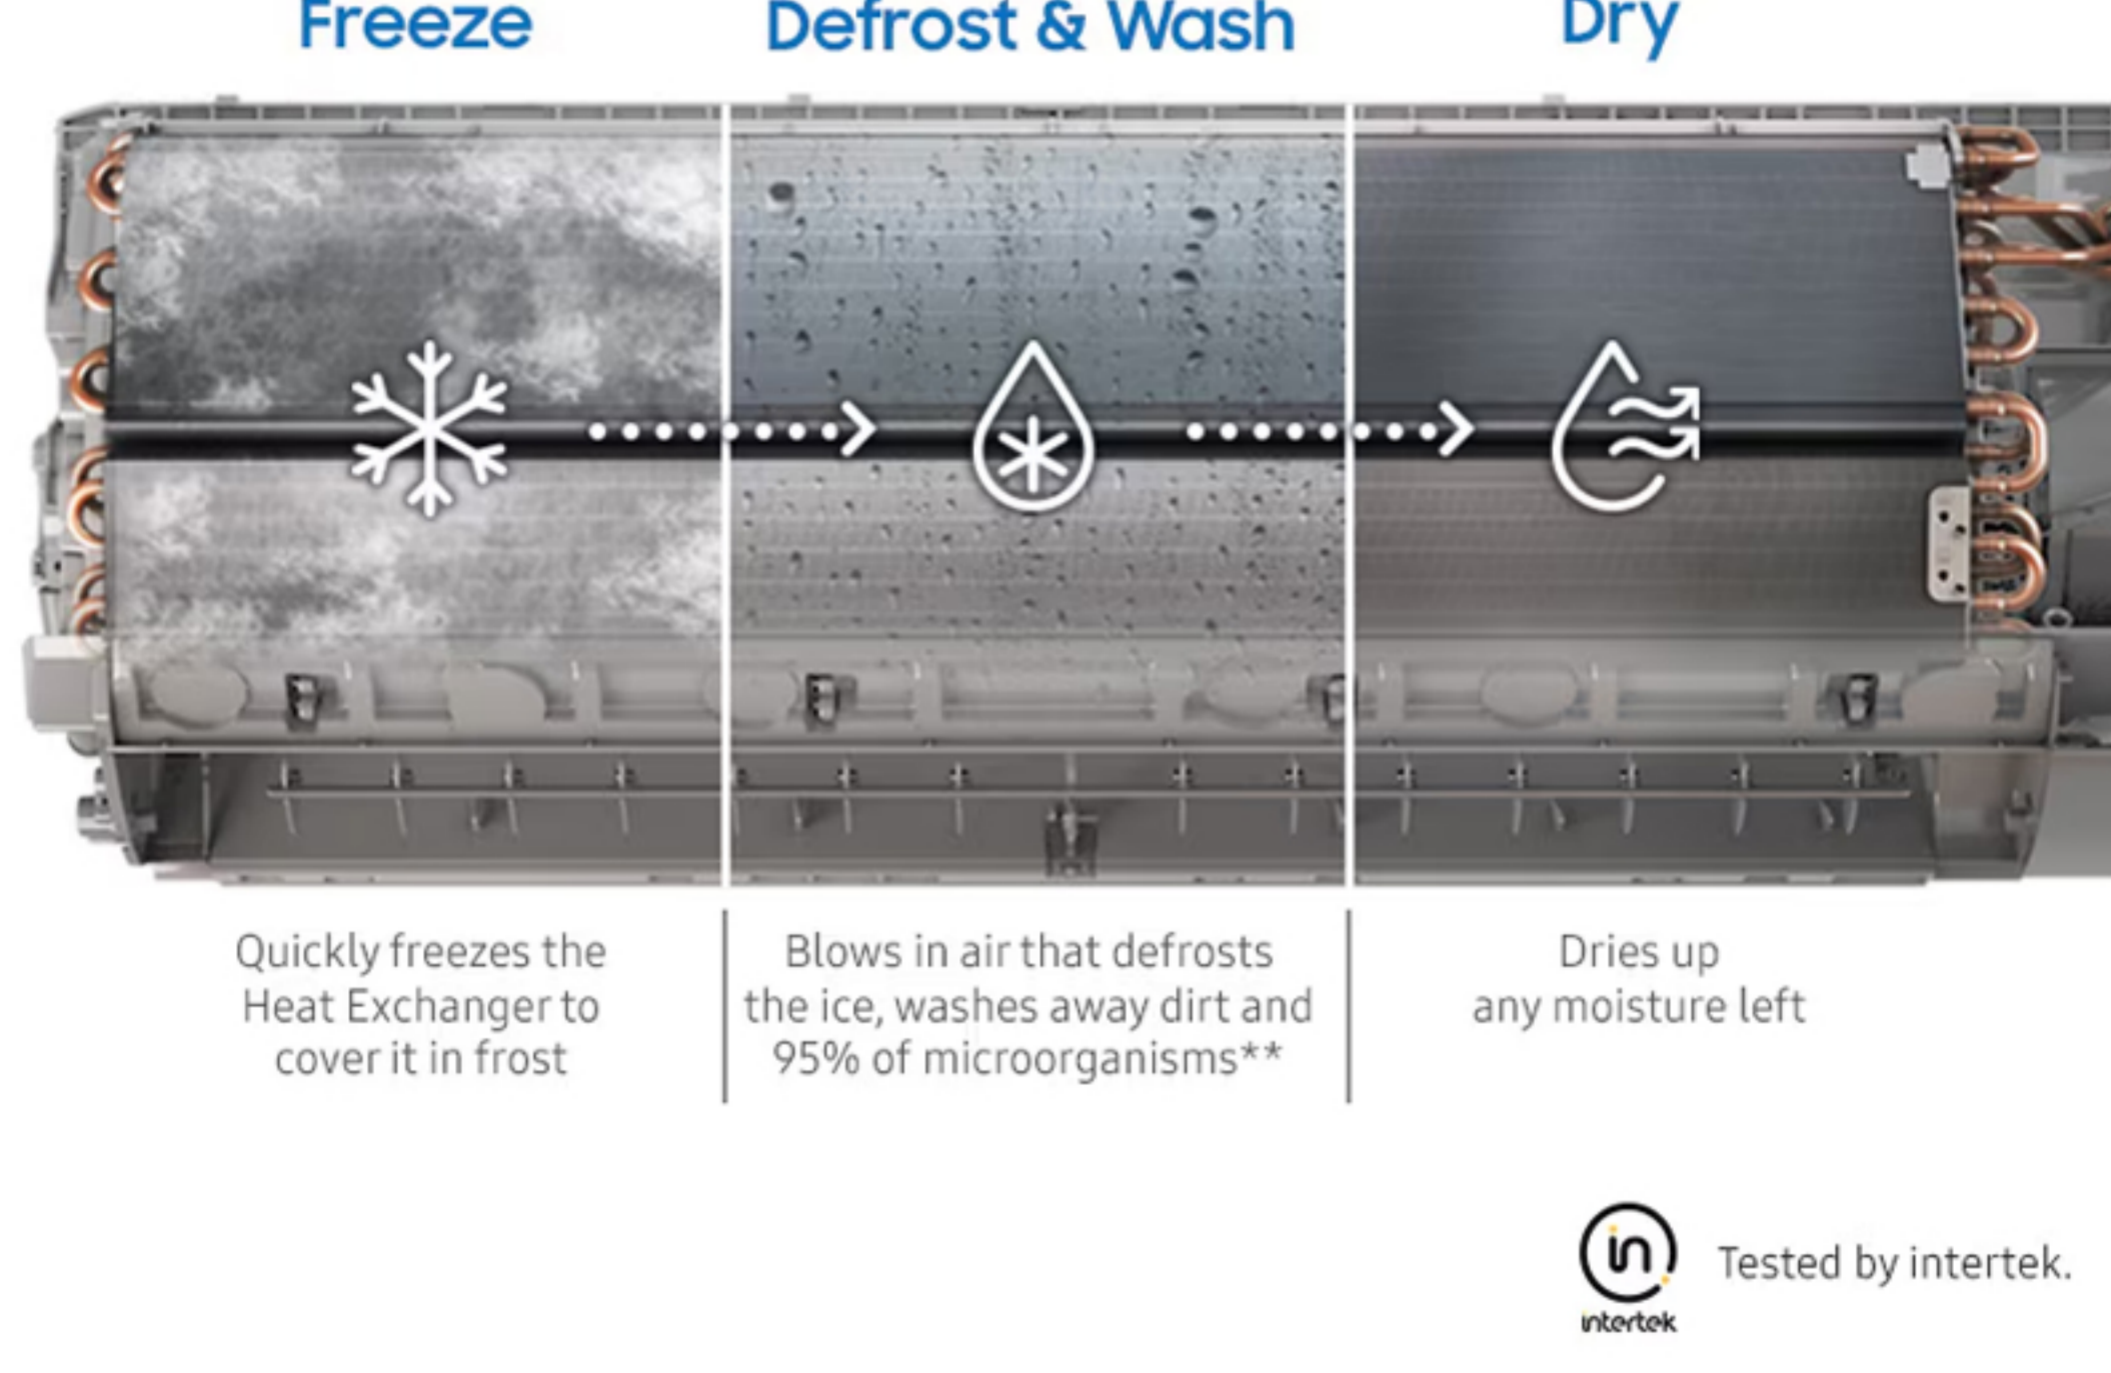 Freeze
Defrost & Wash
Dry
Quickly freezes the
Heat Exchanger to
cover it in frost
Blows in air that defrosts
the ice, washes away dirt and
95% of microorganisms**
Dries up
any moisture left
in
intertek
Tested by intertek.